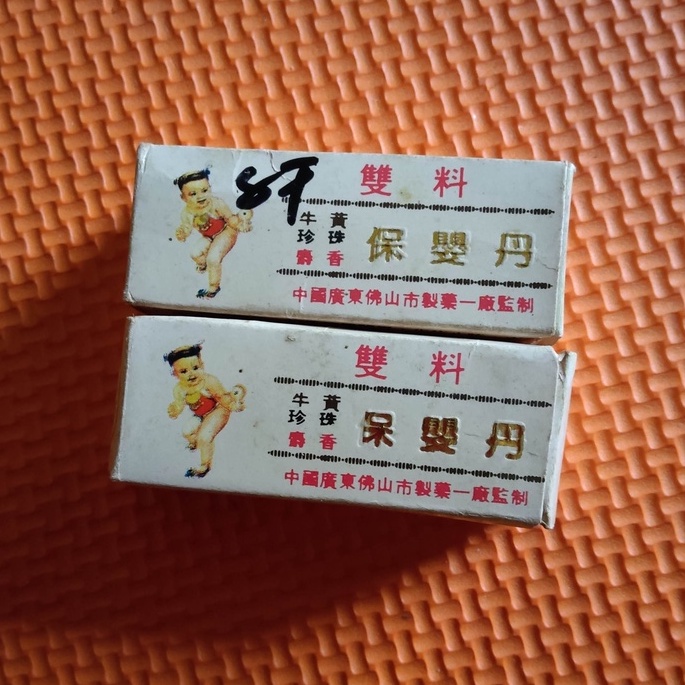 8仟
雙料
牛黃
珍珠
麝香
保嬰丹
中國廣東佛山市製藥一廠監制
雙料
牛黃
珍珠
麝香
保嬰丹
中國廣東佛山市製藥一廠監制